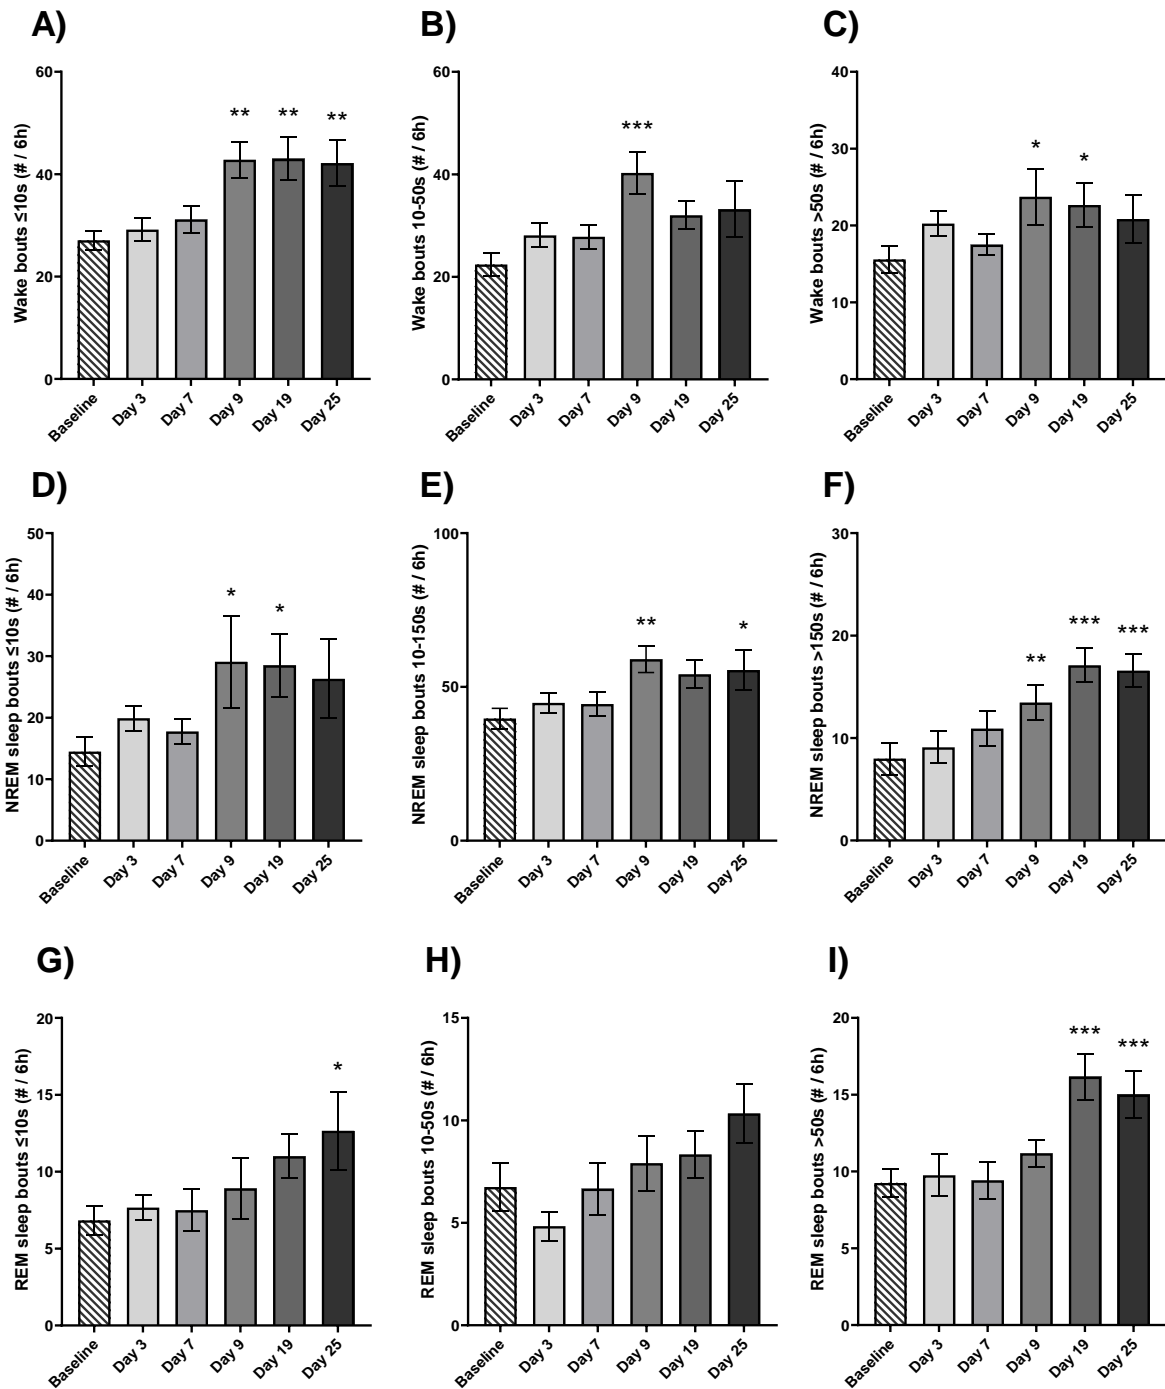 A)
Wake bouts ≤10s (# / 6h)
60
40
20
0
**
**
**
Baseline
Day 3
Day 7
Day 9
Day 19
Day 25
B)
Wake bouts 10-50s (# / 6h)
60
40
20
0
***
Baseline
Day 3
Day 7
Day 9
Day 19
Day 25
C)
Wake bouts >50s (# / 6h)
40
30
20
10
0
*
*
Baseline
Day 3
Day 7
Day 9
Day 19
Day 25
D)
NREM sleep bouts ≤10s (# / 6h)
50
40
30
20
10
0
*
*
Baseline
Day 3
Day 7
Day 9
Day 19
Day 25
E)
NREM sleep bouts 10-150s (# / 6h)
100
50
0
**
*
Baseline
Day 3
Day 7
Day 9
Day 19
Day 25
F)
NREM sleep bouts >150s (# / 6h)
30
20
10
0
**
***
***
Baseline
Day 3
Day 7
Day 9
Day 19
Day 25
G)
REM sleep bouts ≤10s (# / 6h)
20
15
10
5
0
*
Baseline
Day 3
Day 7
Day 9
Day 19
Day 25
H)
REM sleep bouts 10-50s (# / 6h)
15
10
5
0
Baseline
Day 3
Day 7
Day 9
Day 19
Day 25
I)
REM sleep bouts >50s (# / 6h)
20
15
10
5
0
***
***
Baseline
Day 3
Day 7
Day 9
Day 19
Day 25